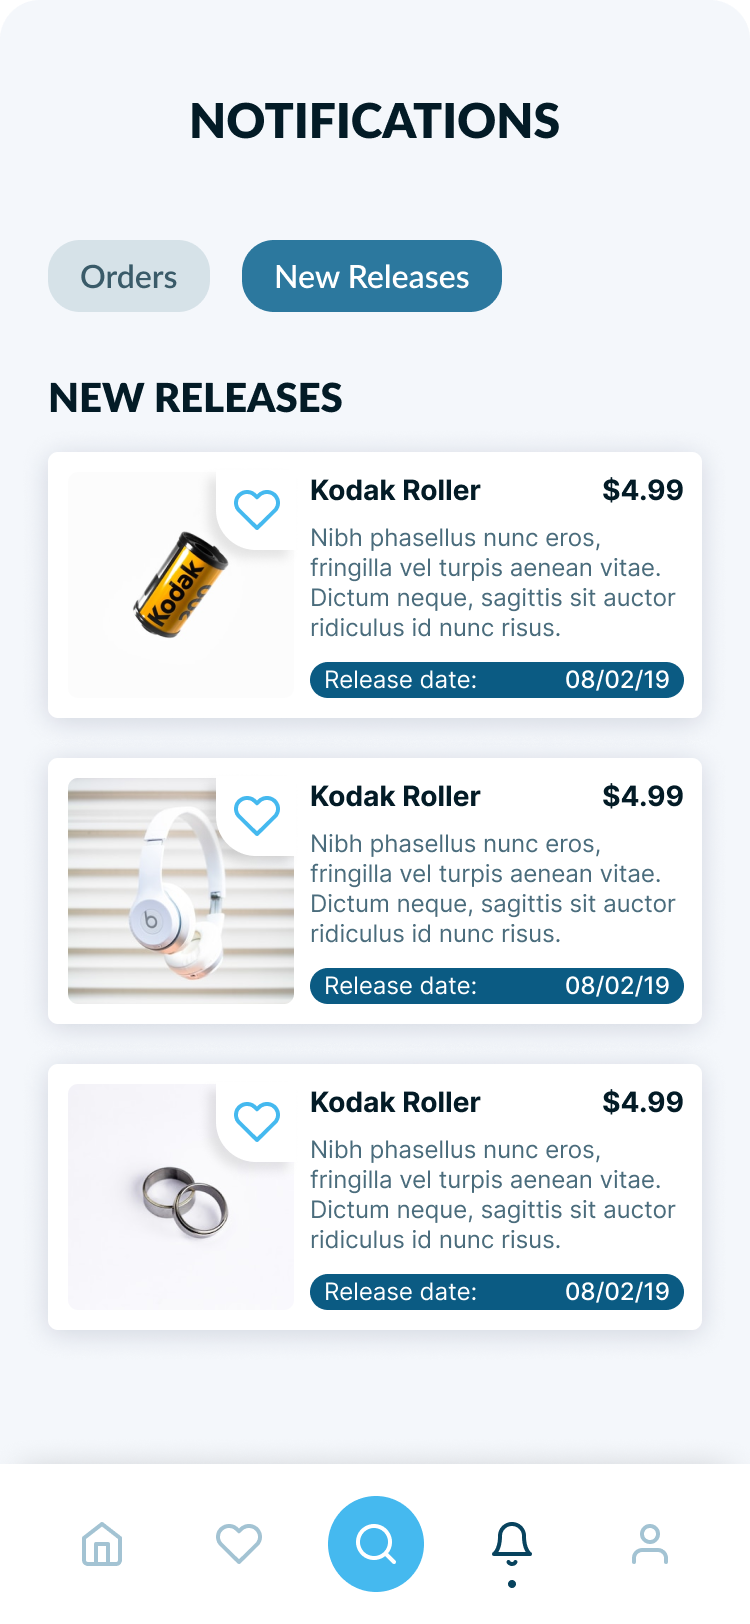 NOTIFICATIONS
Orders
New Releases
NEW RELEASES
Kodak
200
Kodak Roller
$4.99
Nibh phasellus nunc eros,
fringilla vel turpis aenean vitae.
Dictum neque, sagittis sit auctor
ridiculus id nunc risus.
Release date:
08/02/19
b
Kodak Roller
$4.99
Nibh phasellus nunc eros,
fringilla vel turpis aenean vitae.
Dictum neque, sagittis sit auctor
ridiculus id nunc risus.
Release date:
08/02/19
Kodak Roller
$4.99
Nibh phasellus nunc eros,
fringilla vel turpis aenean vitae.
Dictum neque, sagittis sit auctor
ridiculus id nunc risus.
Release date:
08/02/19